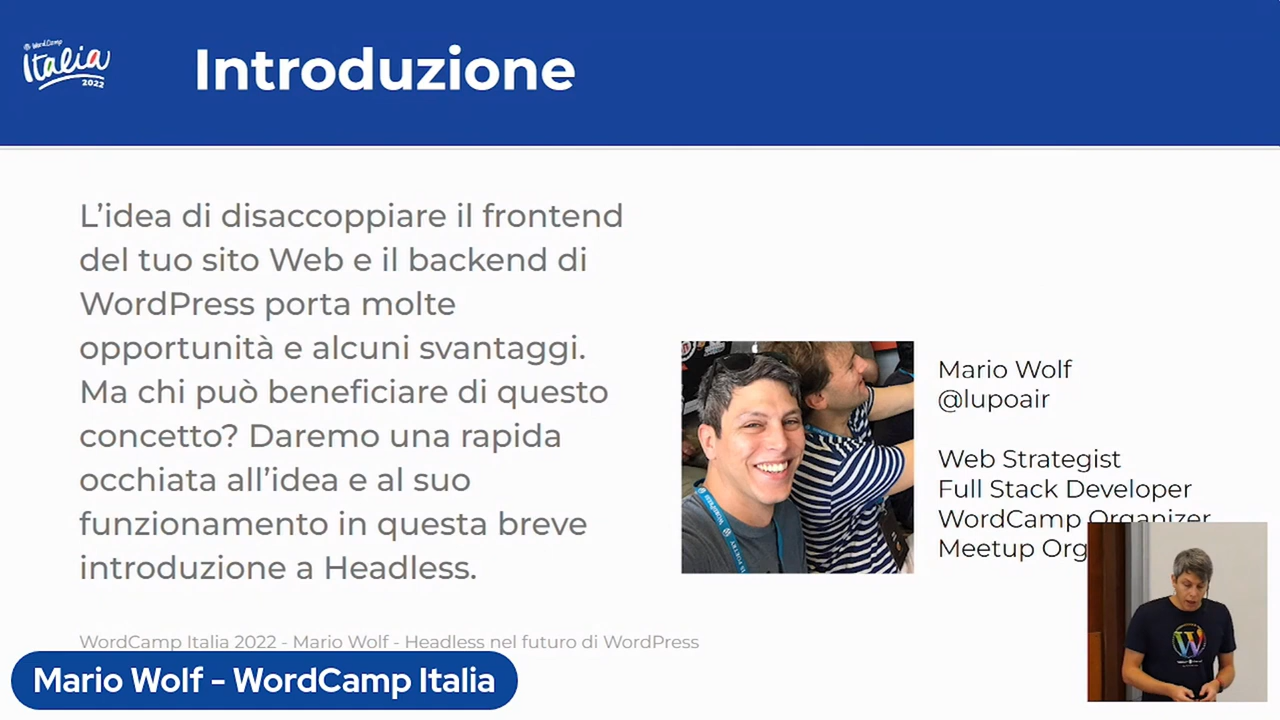 WordCamp
Italia
2022
Introduzione
L’idea di disaccoppiare il frontend
del tuo sito Web e il backend di
WordPress porta molte
opportunità e alcuni svantaggi.
Ma chi può beneficiare di questo
concetto? Daremo una rapida
occhiata all’idea e al suo
funzionamento in questa breve
introduzione a Headless.
Mario Wolf
@lupoair
Web Strategist
Full Stack Developer
WordCamp Organizer
Meetup Org
WordCamp Italia 2022 - Mario Wolf - Headless nel futuro di WordPress
Mario Wolf - WordCamp Italia